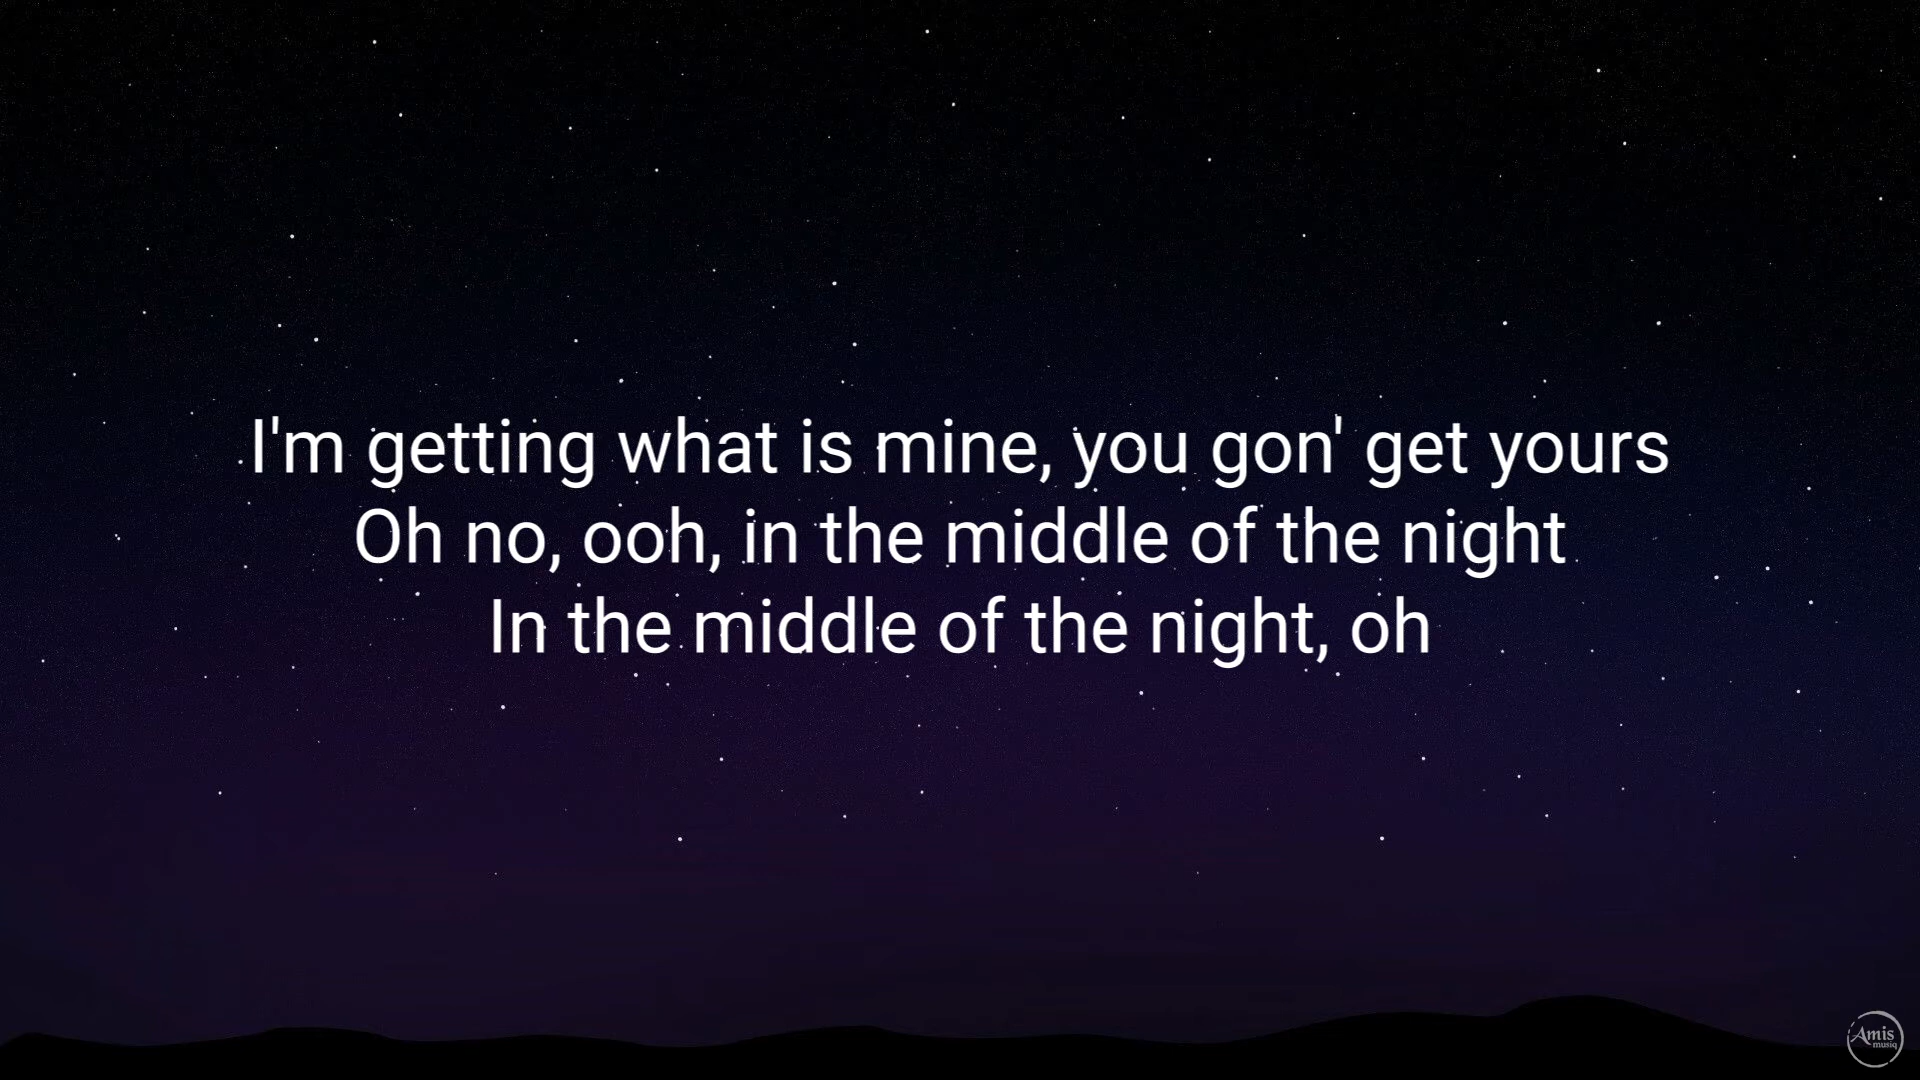 I'm getting what is mine, you gon' get yours
Oh no, ooh, in the middle of the night
In the middle of the night, oh
Amis
musiq